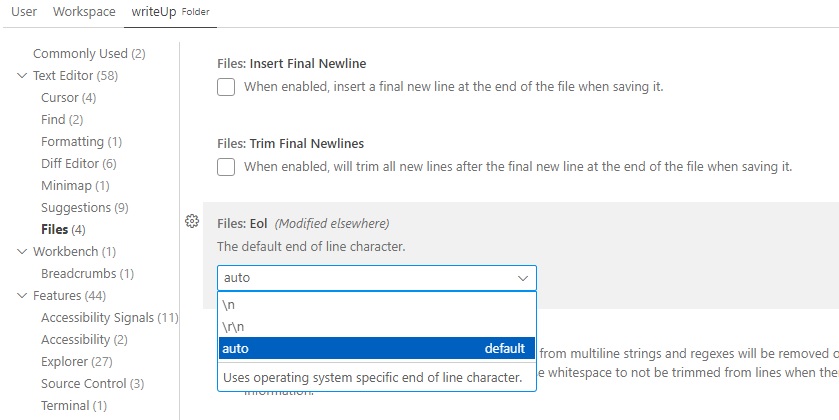 User Workspace writeUp Folder
Commonly Used (2)
Text Editor (58)
Cursor (4)
Find (2)
Formatting (1)
Diff Editor (6)
Minimap (1)
Suggestions (9)
Files (4)
Workbench (1)
Breadcrumbs (1)
Features (44)
Accessibility Signals (11)
Accessibility (2)
Explorer (27)
Source Control (3)
Terminal (1)
Files: Insert Final Newline
When enabled, insert a final new line at the end of the file when saving it.
Files: Trim Final Newlines
When enabled, will trim all new lines after the final new line at the end of the file when saving it.
Files: Eol (Modified elsewhere)
The default end of line character.
auto
\n
\r\n
auto default
Uses operating system specific end of line character.
from multiline strings and regexes will be removed
whitespace to not be trimmed from lines when